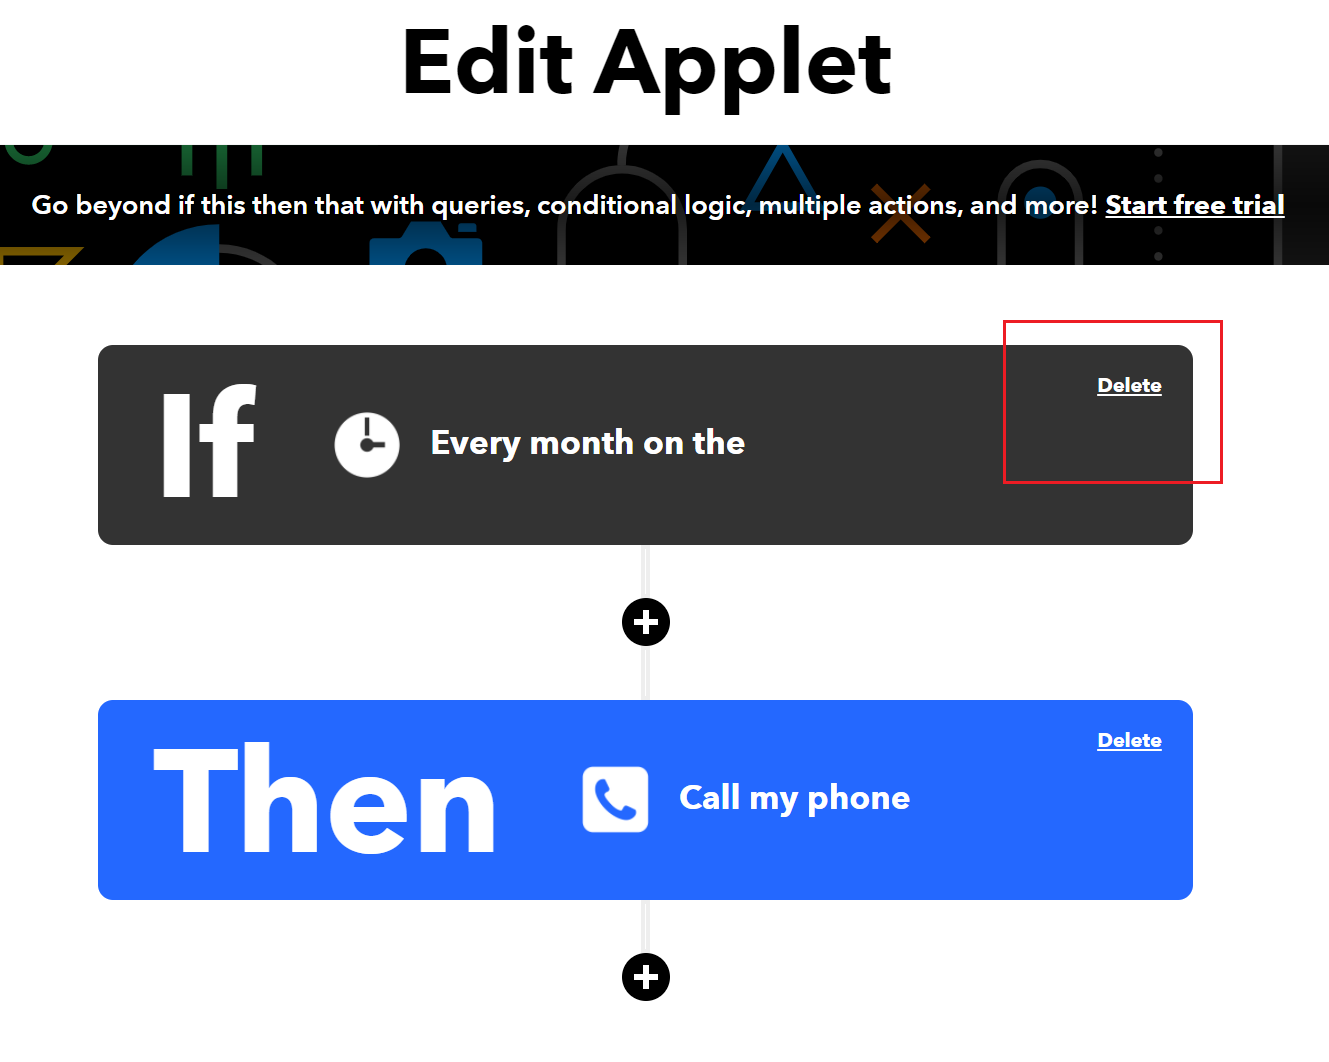 Edit Applet
Go beyond if this then that with queries, conditional logic, multiple actions, and more! Start free trial
Delete
If
Every month on the
Delete
Then
Call my phone